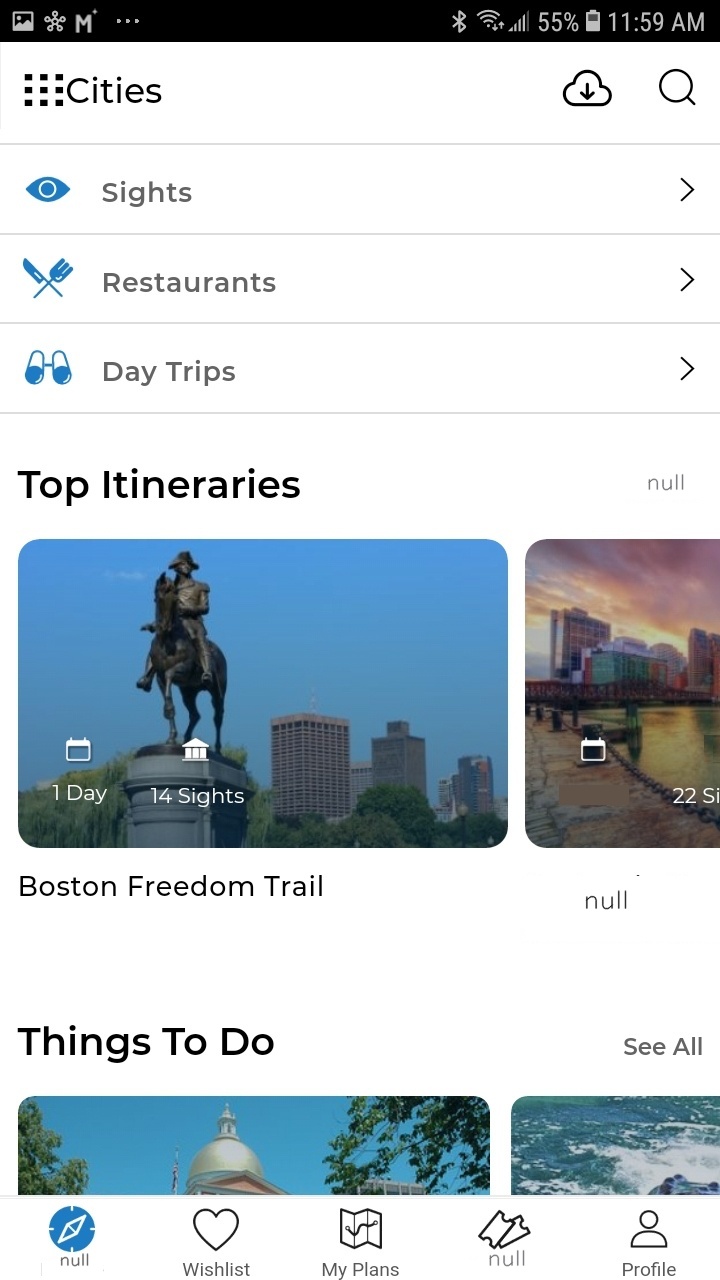 55% 11:59 AM
Cities
Sights
Restaurants
Day Trips
Top Itineraries null
1 Day 14 Sights 22 Si
Boston Freedom Trail
null
Things To Do See All
null Wishlist My Plans null Profile